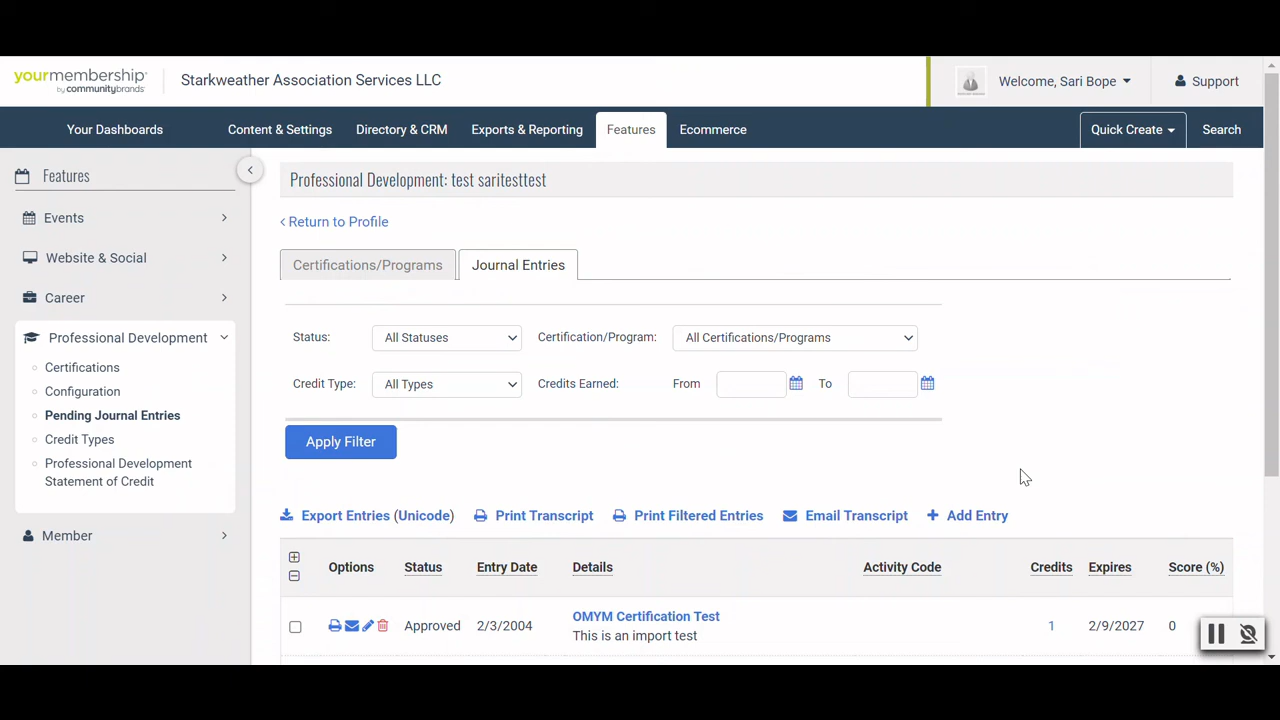 yourmembership
by communitybrands
Starkweather Association Services LLC
Welcome, Sari Bope
Support
Your Dashboards
Content & Settings
Directory & CRM
Exports & Reporting
Features
Ecommerce
Quick Create
Search
Features
Events
Website & Social
Career
Professional Development
Certifications
Configuration
Pending Journal Entries
Credit Types
Professional Development
Statement of Credit
Member
Professional Development: test saritesttest
Return to Profile
Certifications/Programs
Journal Entries
Status:
All Statuses
Certification/Program:
All Certifications/Programs
Credit Type:
All Types
Credits Earned:
From
To
Apply Filter
Export Entries (Unicode)
Print Transcript
Print Filtered Entries
Email Transcript
Add Entry
Options
Status
Entry Date
Details
Activity Code
Credits
Expires
Score (%)
Approved
2/3/2004
OMYM Certification Test
This is an import test
1
2/9/2027
0